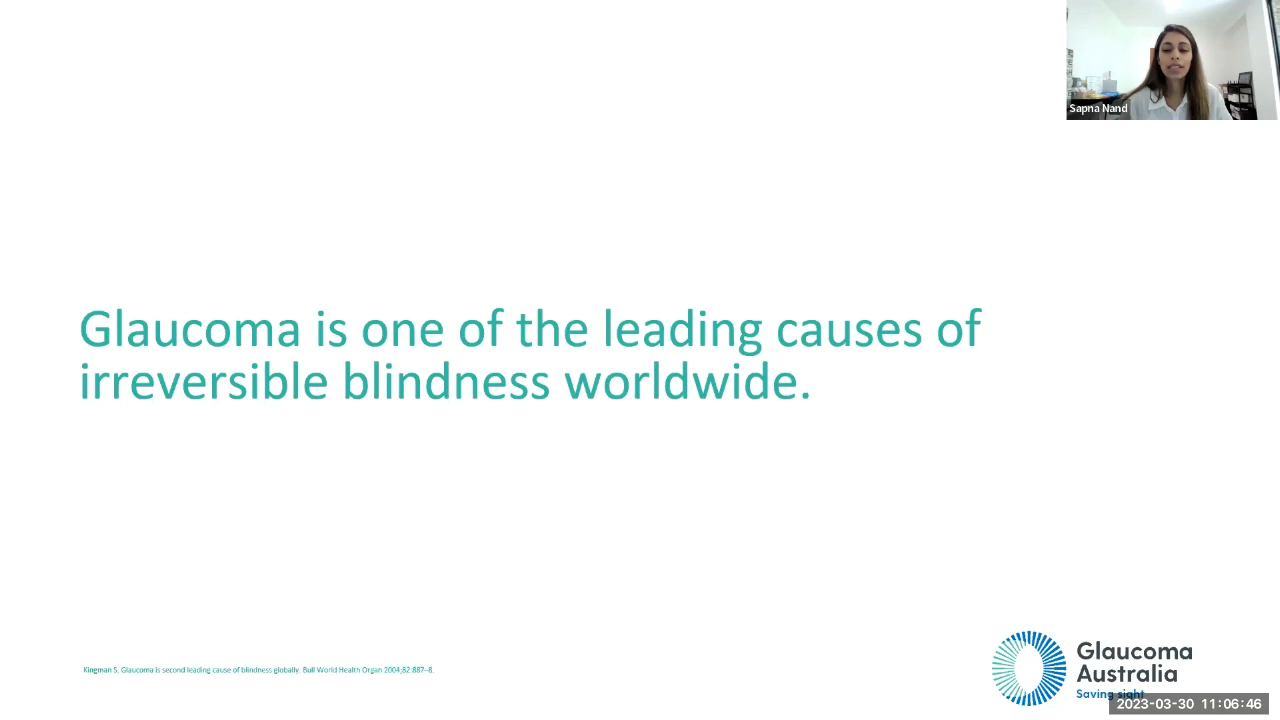 Sapna Nand
Glaucoma is one of the leading causes of
irreversible blindness worldwide.
Kingman S. Glaucoma is second leading cause of blindness globally. Bull World Health Organ 2004;82:887–8.
Glaucoma
Australia
Saving sight
2023-03-30 11:06:46